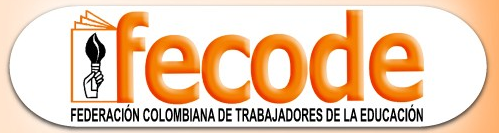 fecode
FEDERACIÓN COLOMBIANA DE TRABAJADORES DE LA EDUCACIÓN